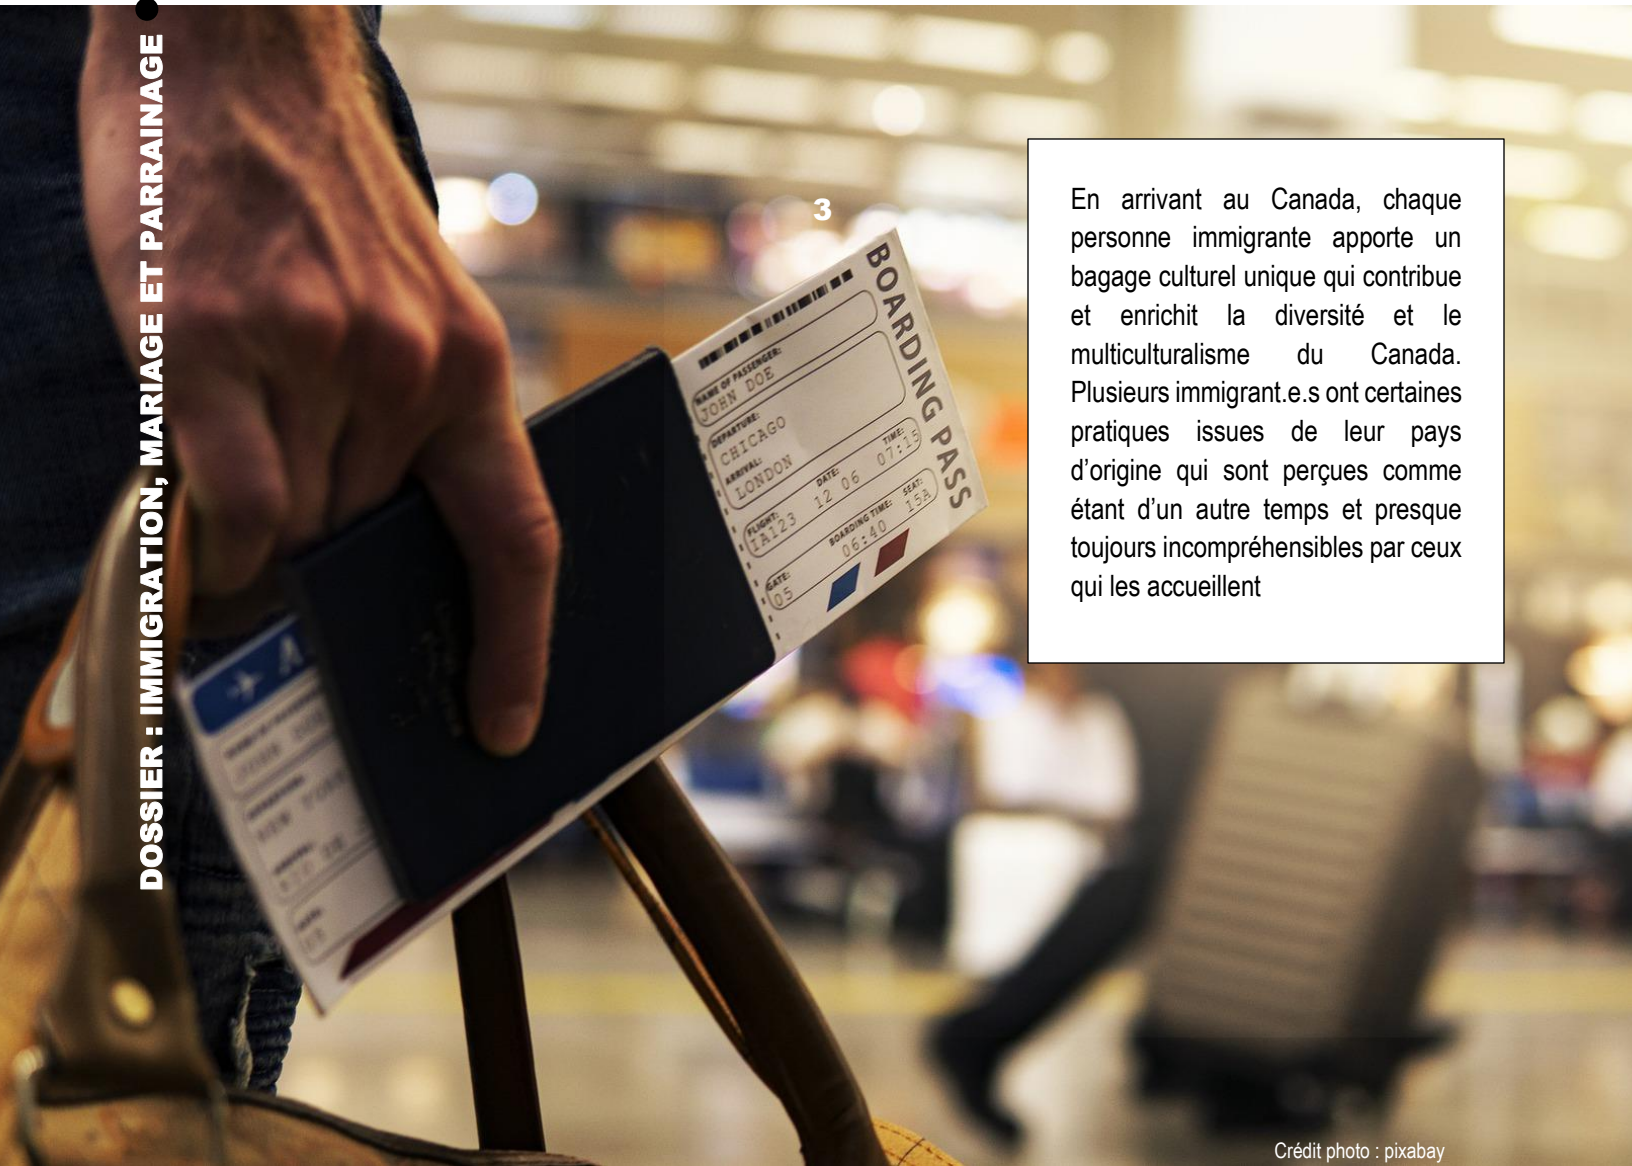 DOSSIER : IMMIGRATION, MARIAGE ET PARRAINAGE
3
En arrivant au Canada, chaque
personne immigrante apporte un
bagage culturel unique qui contribue
et enrichit la diversité et le
multiculturalisme du Canada.
Plusieurs immigrant.e.s ont certaines
pratiques issues de leur pays
d’origine qui sont perçues comme
étant d’un autre temps et presque
toujours incompréhensibles par ceux
qui les accueillent
BOARDING PASS
NAME OF PASSENGER:
JOHN DOE
DEPARTURE:
CHICAGO
ARRIVAL:
LONDON
FLIGHT: DATE: TIME:
IA123 12 06 07:15
GATE: BOARDING TIME: SEAT:
05 06:40 15A
A
Crédit photo : pixabay